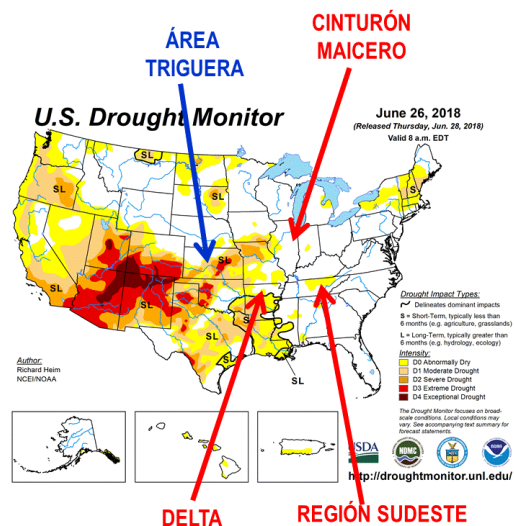 CINTURÓN
MAICERO
ÁREA
TRIGUERA
U.S. Drought Monitor
June 26, 2018
(Released Thursday, Jun. 28, 2018)
Valid 8 a.m. EDT
SL
SL
SL
S
SL
SL
SL
S
SL
SL
SL
Drought Impact Types:
Delineates dominant impacts
S = Short-Term, typically less than
6 months (e.g. agriculture, grasslands)
L = Long-Term, typically greater than
6 months (e.g. hydrology, ecology)
Intensity:
D0 Abnormally Dry
D1 Moderate Drought
D2 Severe Drought
D3 Extreme Drought
D4 Exceptional Drought
Author:
Richard Heim
NCEI/NOAA
The Drought Monitor focuses on broad-
scale conditions. Local conditions may
vary. See accompanying text summary for
forecast statements.
USDA
NDMC
NOAA
http://droughtmonitor.unl.edu/
DELTA
REGIÓN SUDESTE